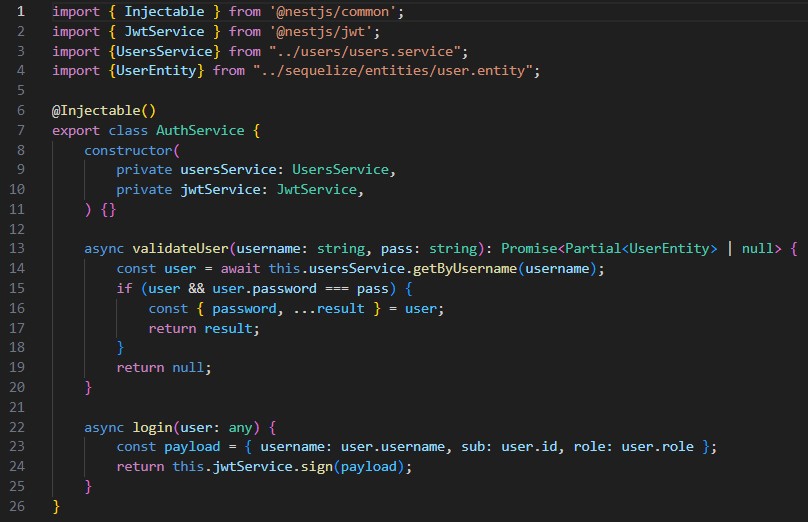 1 import { Injectable } from '@nestjs/common';
2 import { JwtService } from '@nestjs/jwt';
3 import {UsersService} from "../users/users.service";
4 import {UserEntity} from "../sequelize/entities/user.entity";
5
6 @Injectable()
7 export class AuthService {
8     constructor(
9         private usersService: UsersService,
10         private jwtService: JwtService,
11     ) {}
12
13     async validateUser(username: string, pass: string): Promise<Partial<UserEntity> | null> {
14         const user = await this.usersService.getByUsername(username);
15         if (user && user.password === pass) {
16             const { password, ...result } = user;
17             return result;
18         }
19         return null;
20     }
21
22     async login(user: any) {
23         const payload = { username: user.username, sub: user.id, role: user.role };
24         return this.jwtService.sign(payload);
25     }
26 }